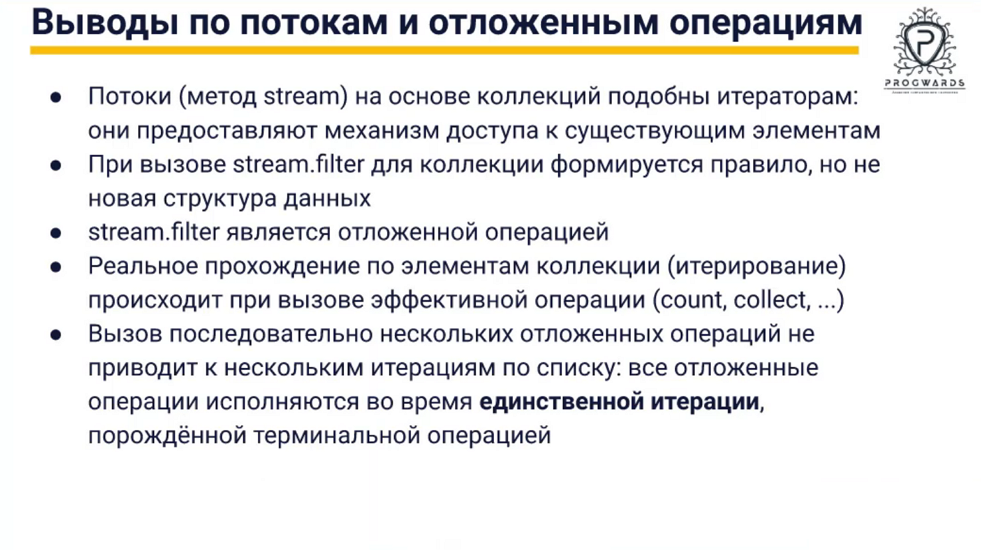 Выводы по потокам и отложенным операциям
PROGWARDS
● Потоки (метод stream) на основе коллекций подобны итераторам:
они предоставляют механизм доступа к существующим элементам
● При вызове stream.filter для коллекции формируется правило, но не
новая структура данных
● stream.filter является отложенной операцией
● Реальное прохождение по элементам коллекции (итерирование)
происходит при вызове эффективной операции (count, collect, ...)
● Вызов последовательно нескольких отложенных операций не
приводит к нескольким итерациям по списку: все отложенные
операции исполняются во время единственной итерации,
порождённой терминальной операцией